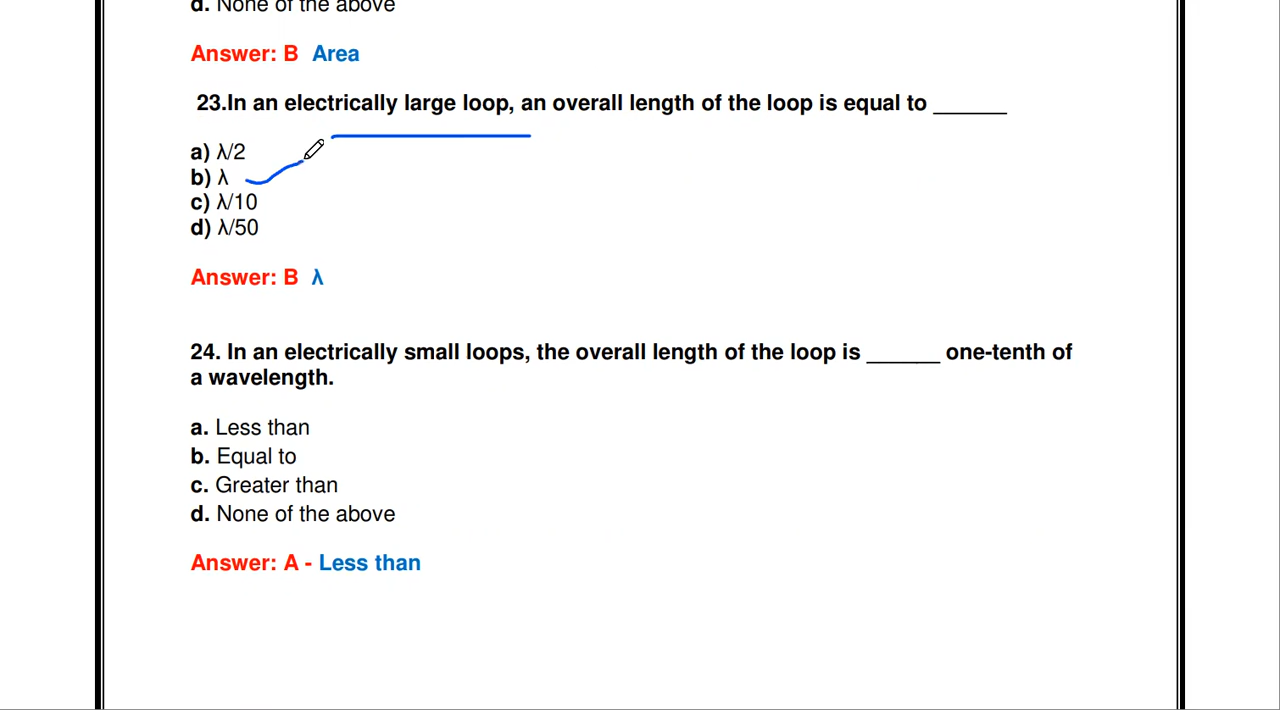 d. None of the above
Answer: B Area
23.In an electrically large loop, an overall length of the loop is equal to ______
a) λ/2
b) λ
c) λ/10
d) λ/50
Answer: B λ
24. In an electrically small loops, the overall length of the loop is ______ one-tenth of
a wavelength.
a. Less than
b. Equal to
c. Greater than
d. None of the above
Answer: A - Less than